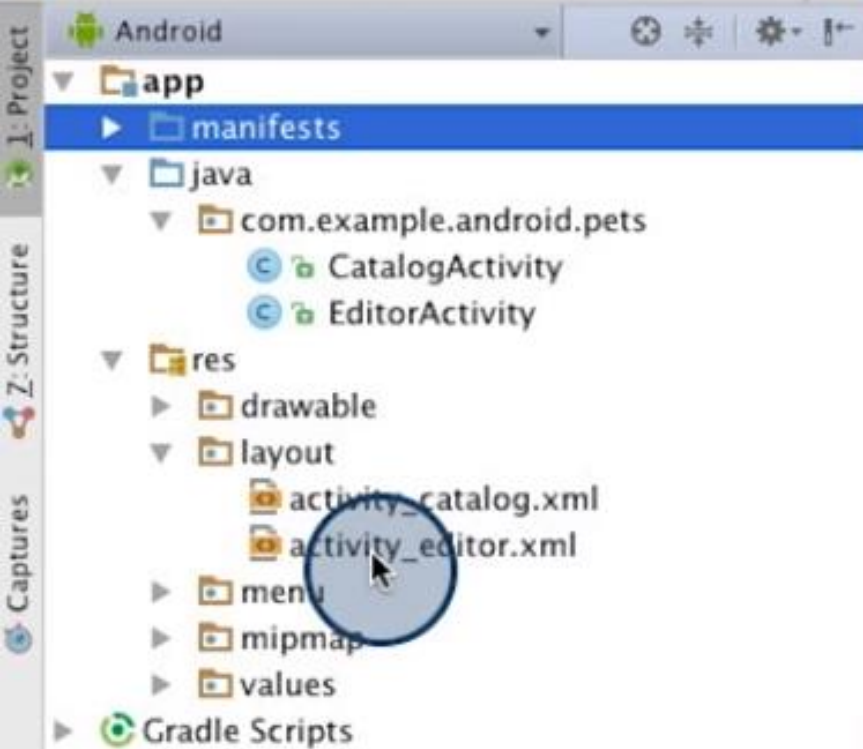 Android
app
manifests
java
com.example.android.pets
CatalogActivity
EditorActivity
res
drawable
layout
activity_catalog.xml
activity_editor.xml
menu
mipmap
values
Gradle Scripts
1: Project
7: Structure
Captures